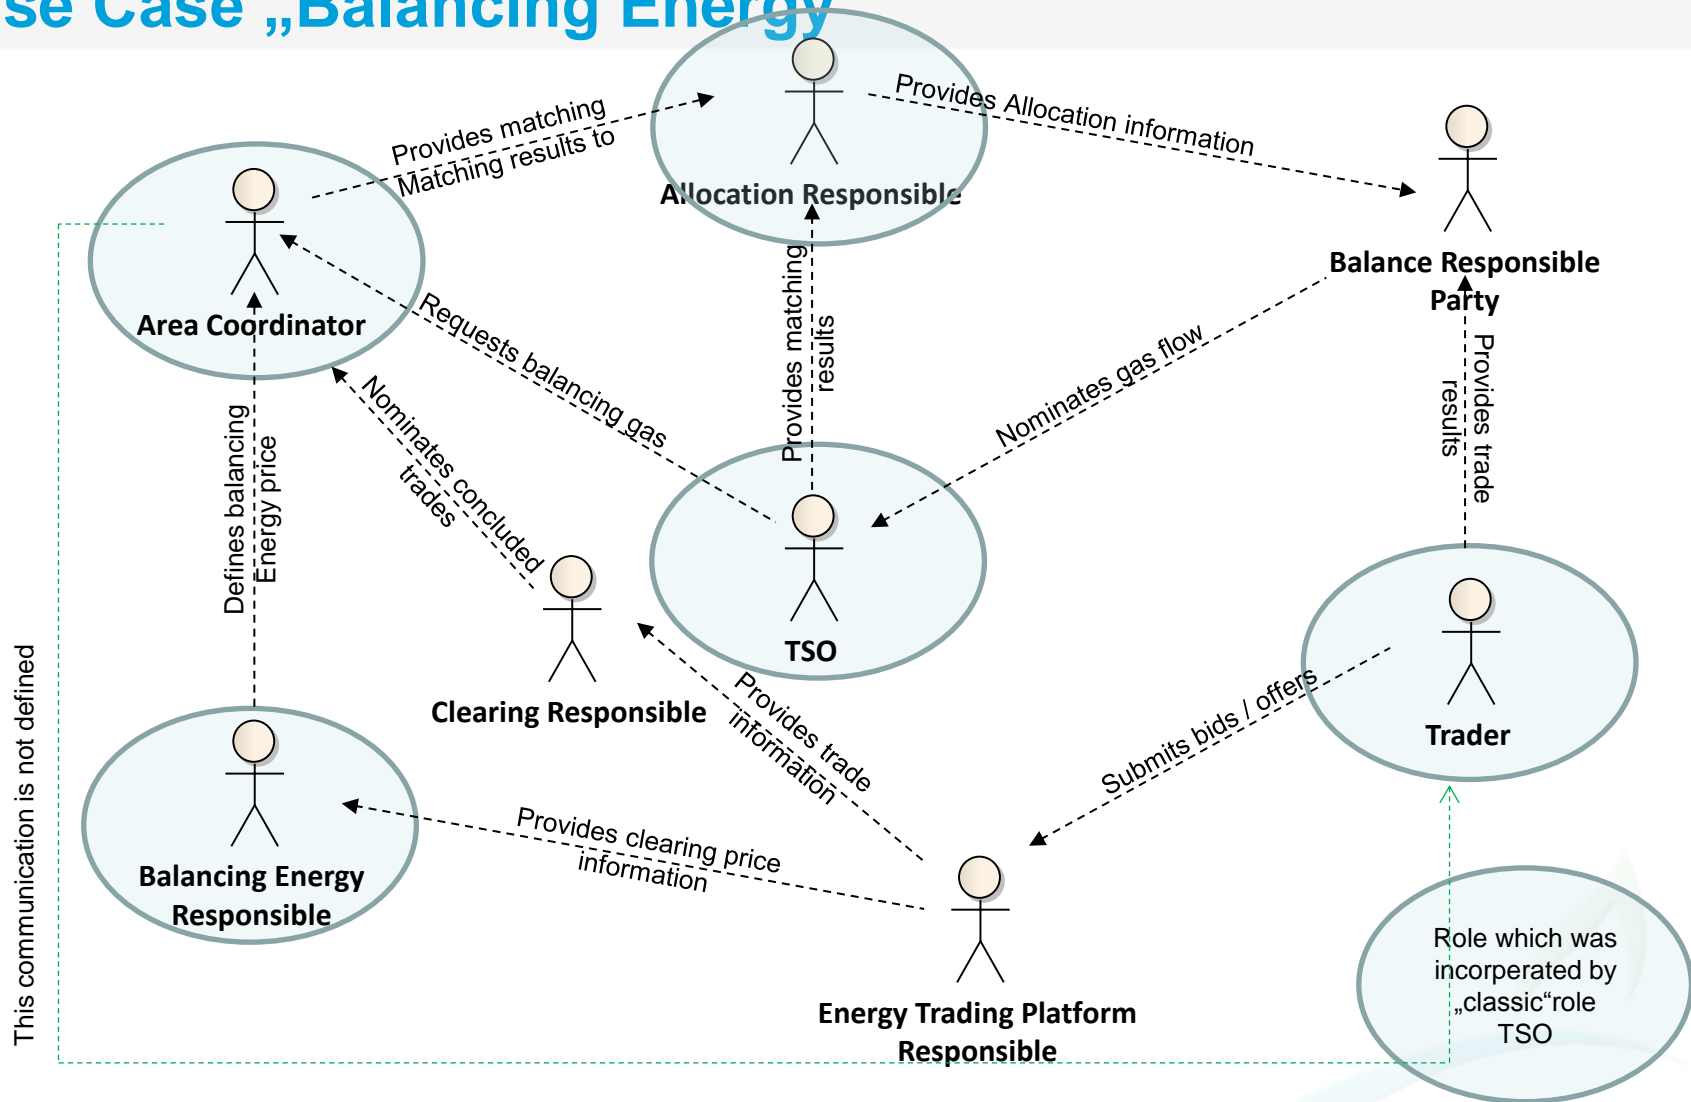 se Case „Balancing Energy
Provides matching
Matching results to
Provides Allocation information
Allocation Responsible
Balance Responsible
Party
Area Coordinator
Requests balancing gas
Provides matching
results
Nominates gas flow
Provides trade
results
Nominates concluded
trades
Defines balancing
Energy price
TSO
Clearing Responsible
Provides trade
information
Trader
Submits bids / offers
This communication is not defined
Provides clearing price
information
Balancing Energy
Responsible
Energy Trading Platform
Responsible
Role which was
incorperated by
„classic“role
TSO